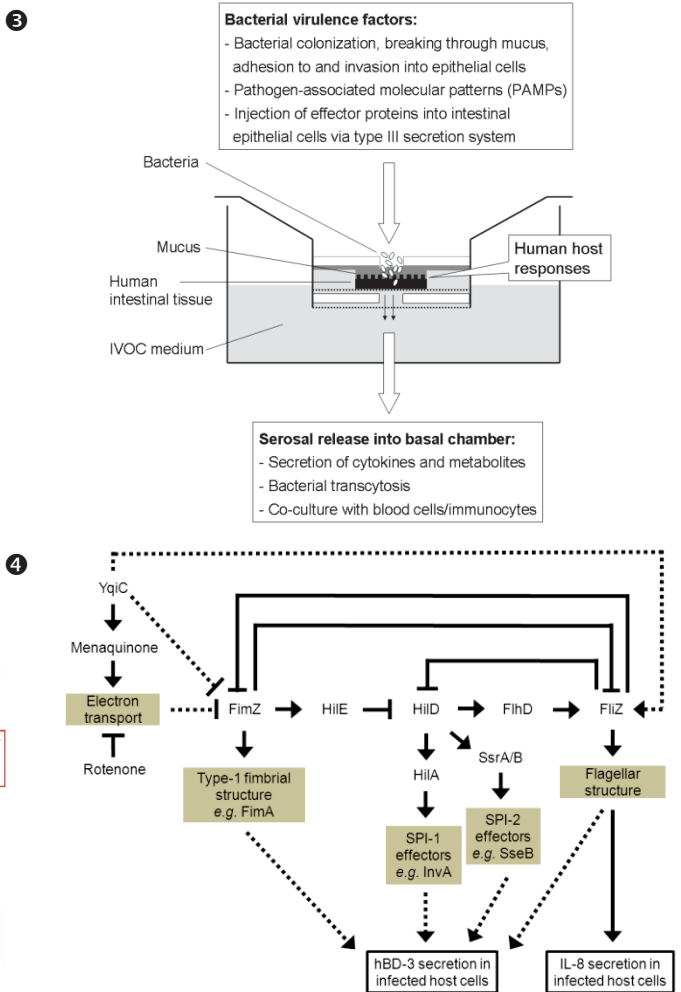 ❸
Bacterial virulence factors:
- Bacterial colonization, breaking through mucus,
adhesion to and invasion into epithelial cells
- Pathogen-associated molecular patterns (PAMPs)
- Injection of effector proteins into intestinal
epithelial cells via type III secretion system
Bacteria
Mucus
Human host
responses
Human
intestinal tissue
IVOC medium
Serosal release into basal chamber:
- Secretion of cytokines and metabolites
- Bacterial transcytosis
- Co-culture with blood cells/immunocytes
❹
YqiC
Menaquinone
Electron
transport
Rotenone
FimZ
HilE
HilD
FlhD
FliZ
Type-1 fimbrial
structure
e.g. FimA
HilA
SsrA/B
Flagellar
structure
SPI-1
effectors
e.g. InvA
SPI-2
effectors
e.g. SseB
hBD-3 secretion in
infected host cells
IL-8 secretion in
infected host cells